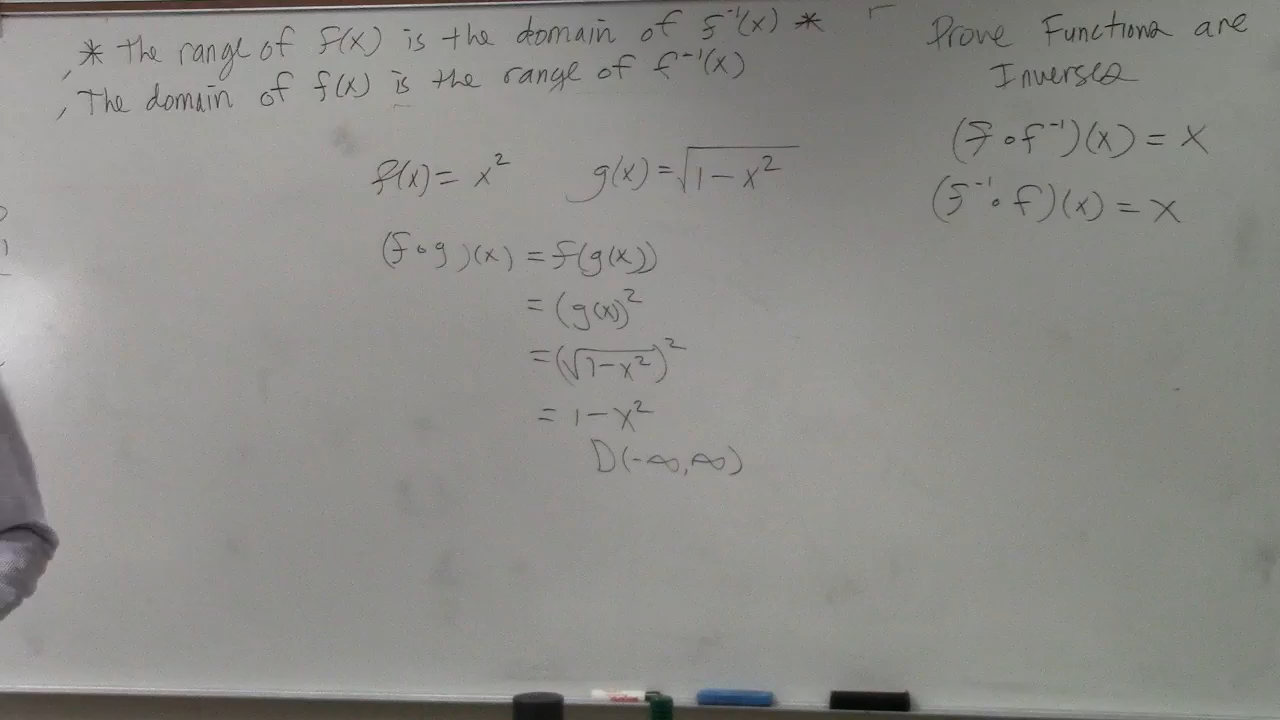 * The range of f(x) is the domain of f⁻¹(x) *
, The domain of f(x) is the range of f⁻¹(x)
f(x) = x² g(x) = √(1 - x²)
(f ∘ g)(x) = f(g(x))
= (g(x))²
= (√(1 - x²))²
= 1 - x²
D(-∞, ∞)
Prove Functions are
Inverses
(f ∘ f⁻¹)(x) = x
(f⁻¹ ∘ f)(x) = x